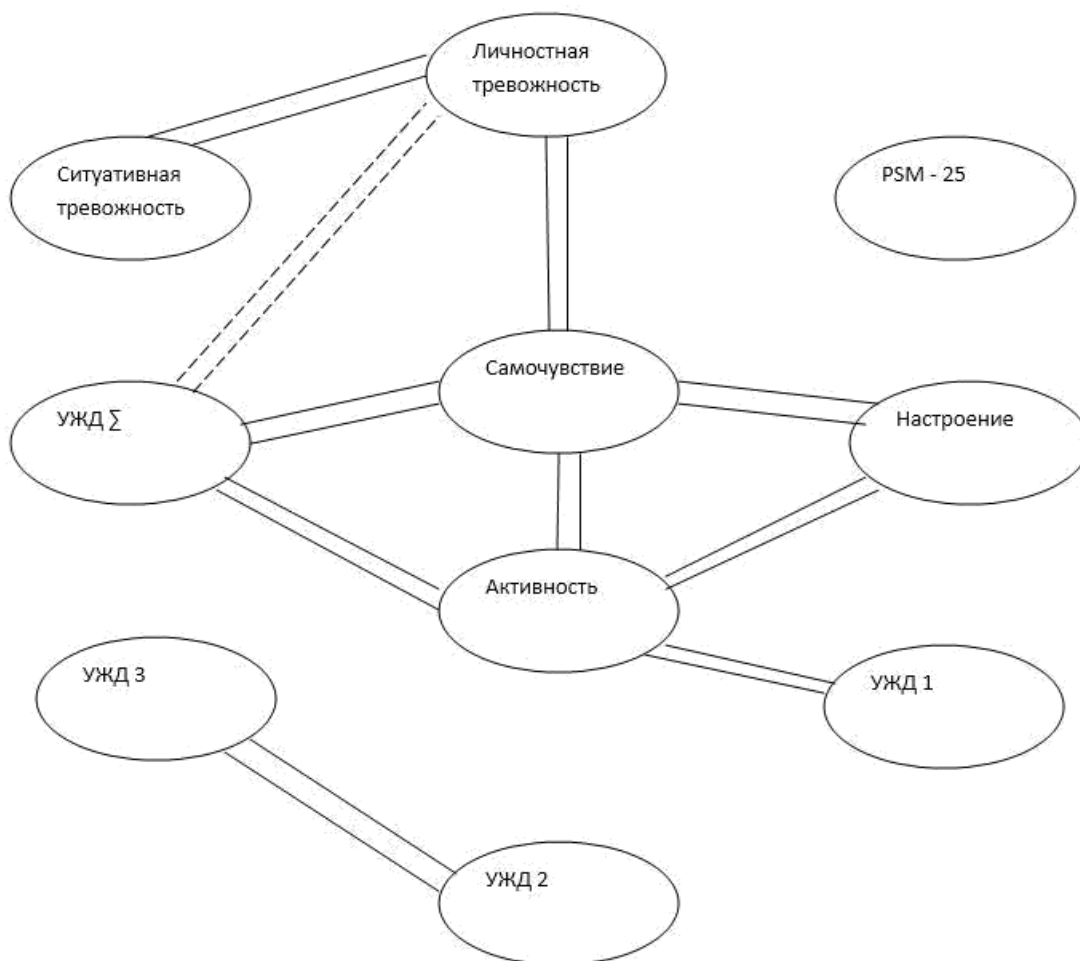 Личностная
тревожность
Ситуативная
тревожность
PSM - 25
Самочувствие
УЖД ∑
Настроение
Активность
УЖД 3
УЖД 1
УЖД 2